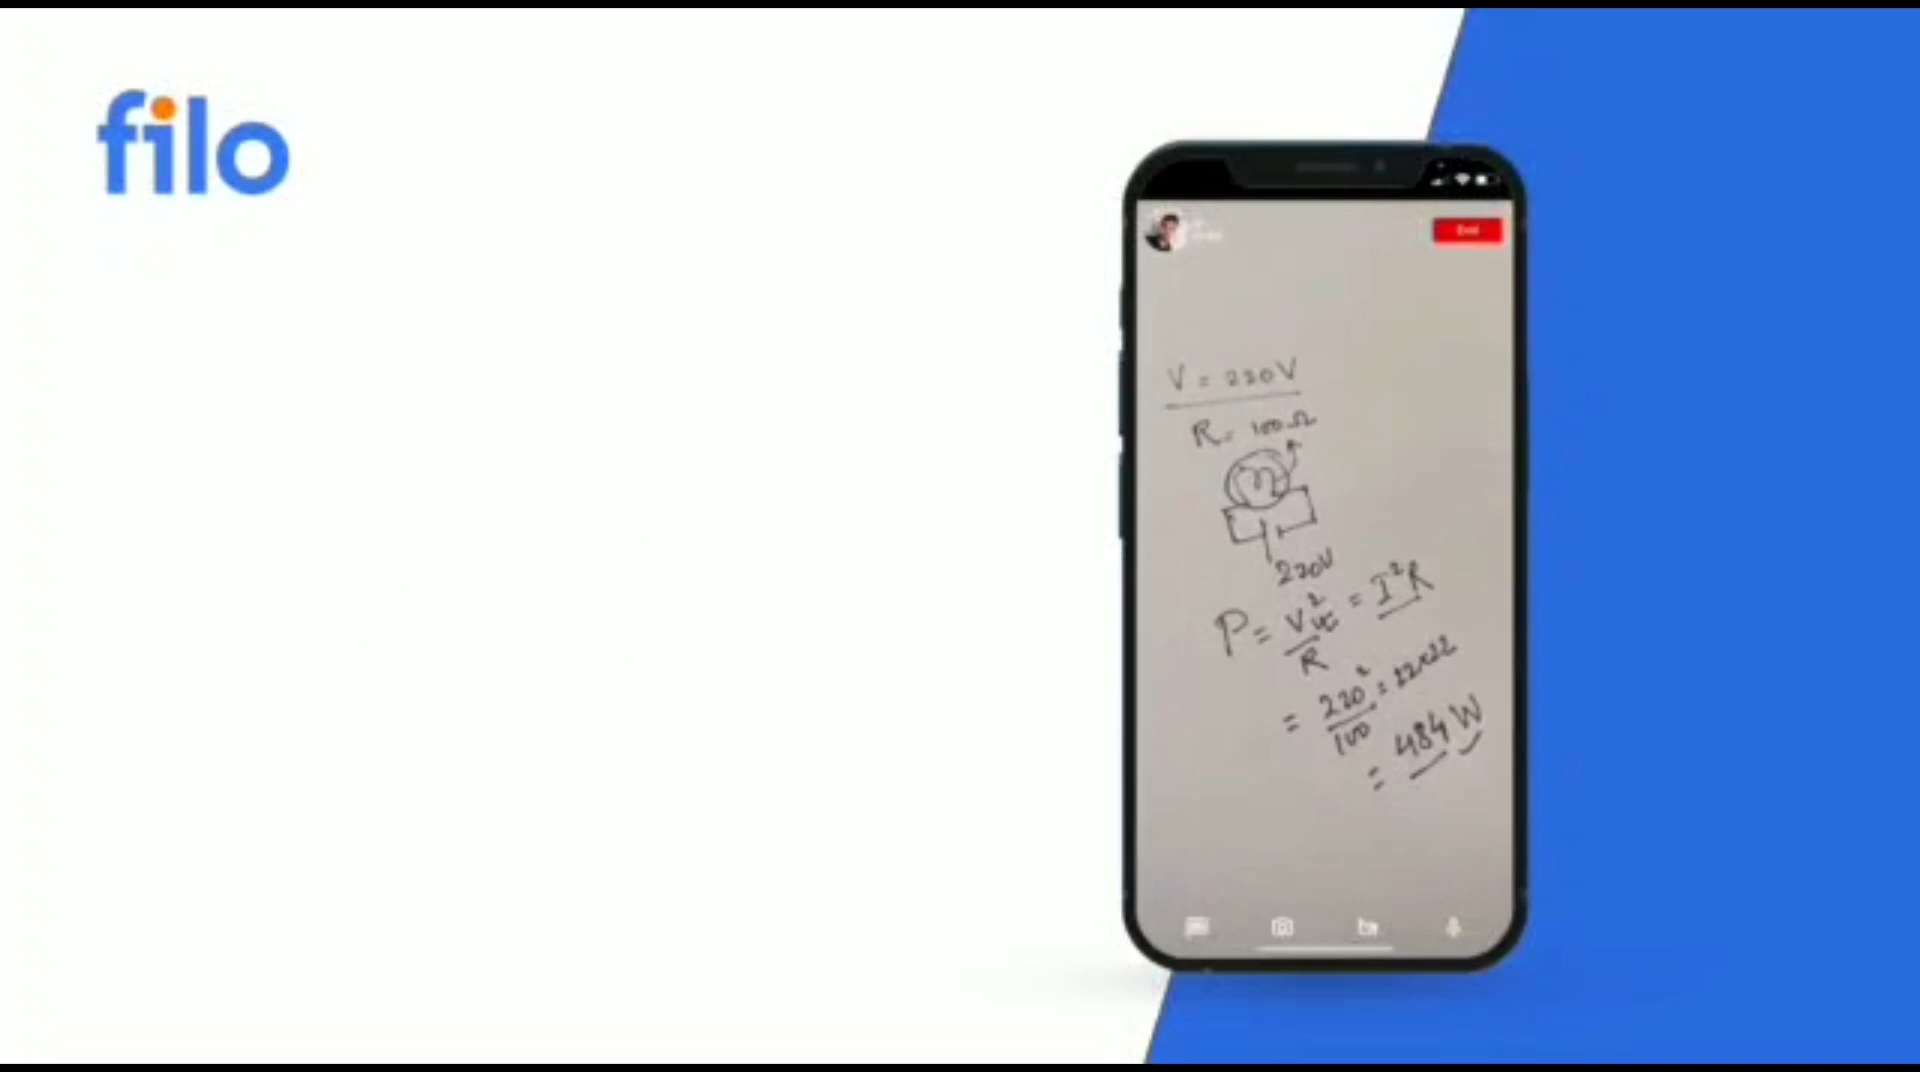 filo
V = 220V
R = 100Ω
220V
P = V²/R = I²R
= 220²/100 = 22×22
= 484 W